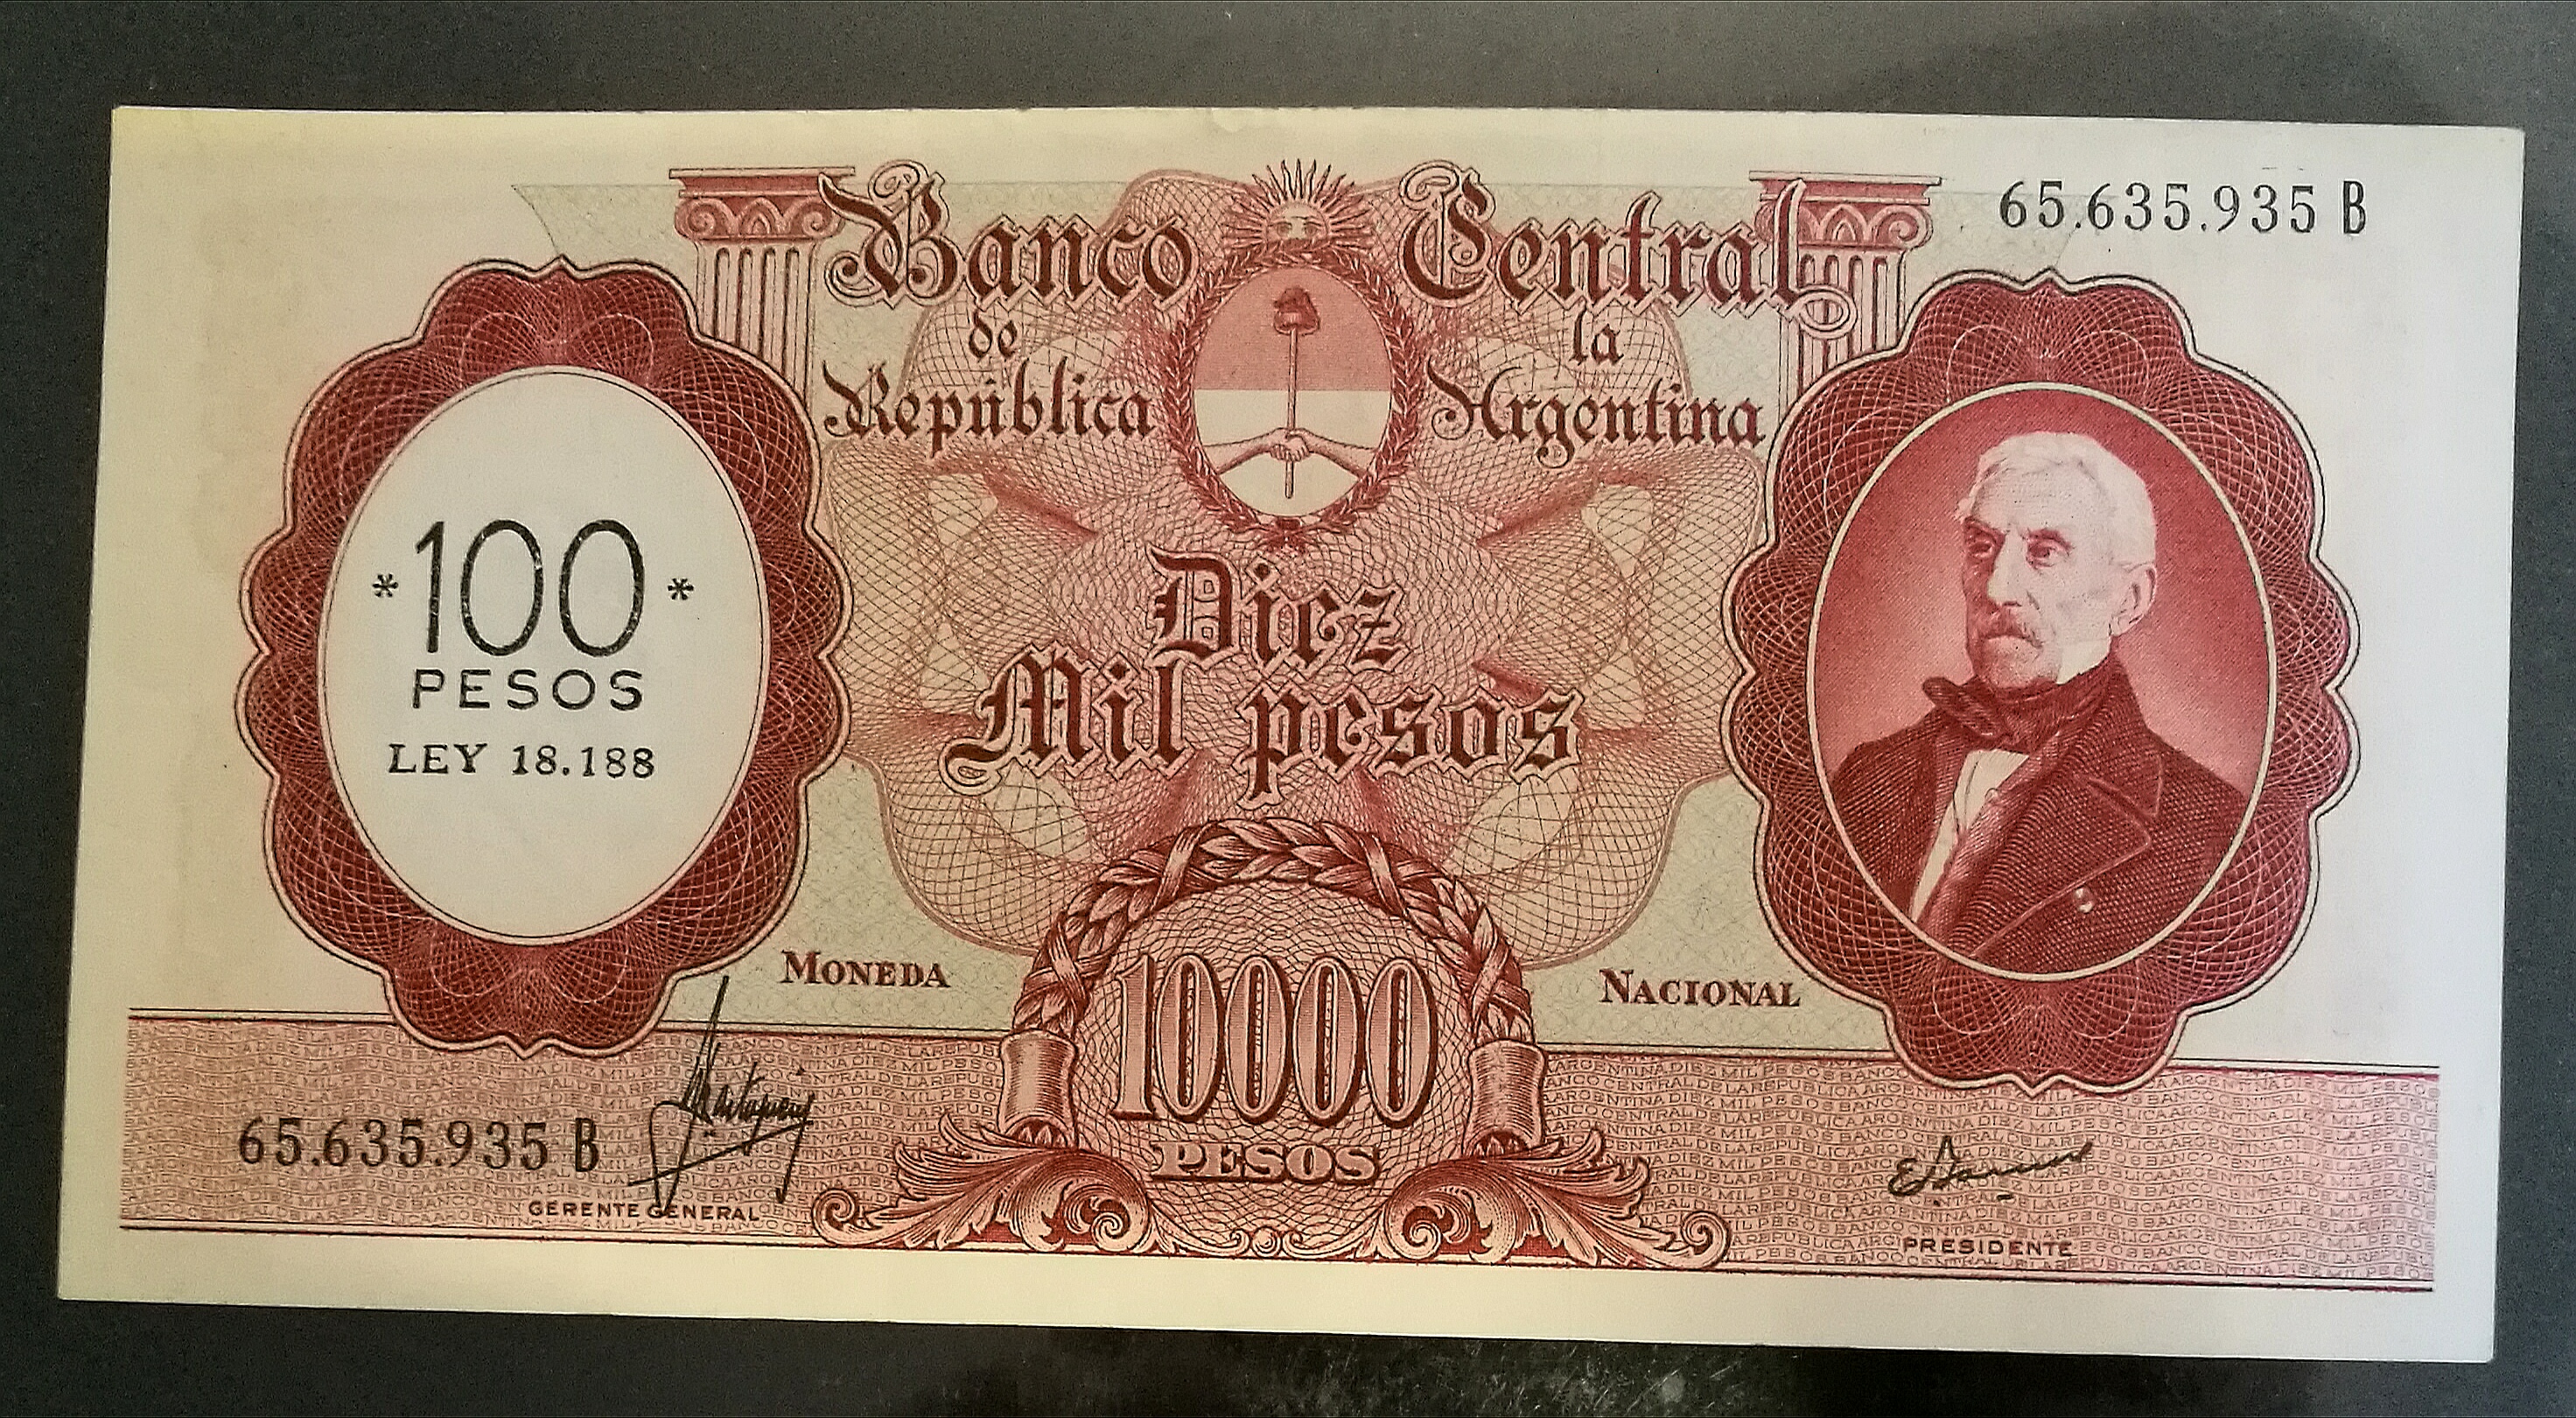 65.635.935 B
Banco Central
de la
República Argentina
*100*
PESOS
LEY 18.188
Diez
Mil pesos
MONEDA NACIONAL
10000
PESOS
65.635.935 B
GERENTE GENERAL
PRESIDENTE